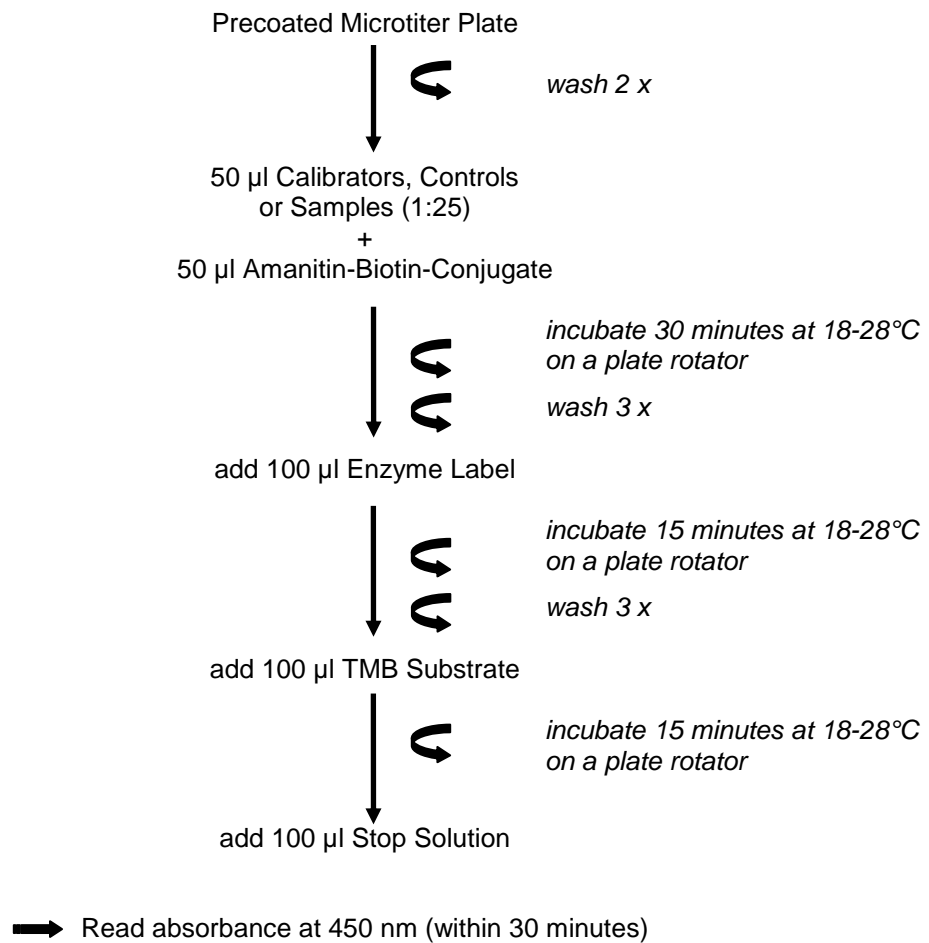 Precoated Microtiter Plate
wash 2 x
50 µl Calibrators, Controls
or Samples (1:25)
+
50 µl Amanitin-Biotin-Conjugate
incubate 30 minutes at 18-28°C
on a plate rotator
wash 3 x
add 100 µl Enzyme Label
incubate 15 minutes at 18-28°C
on a plate rotator
wash 3 x
add 100 µl TMB Substrate
incubate 15 minutes at 18-28°C
on a plate rotator
add 100 µl Stop Solution
Read absorbance at 450 nm (within 30 minutes)